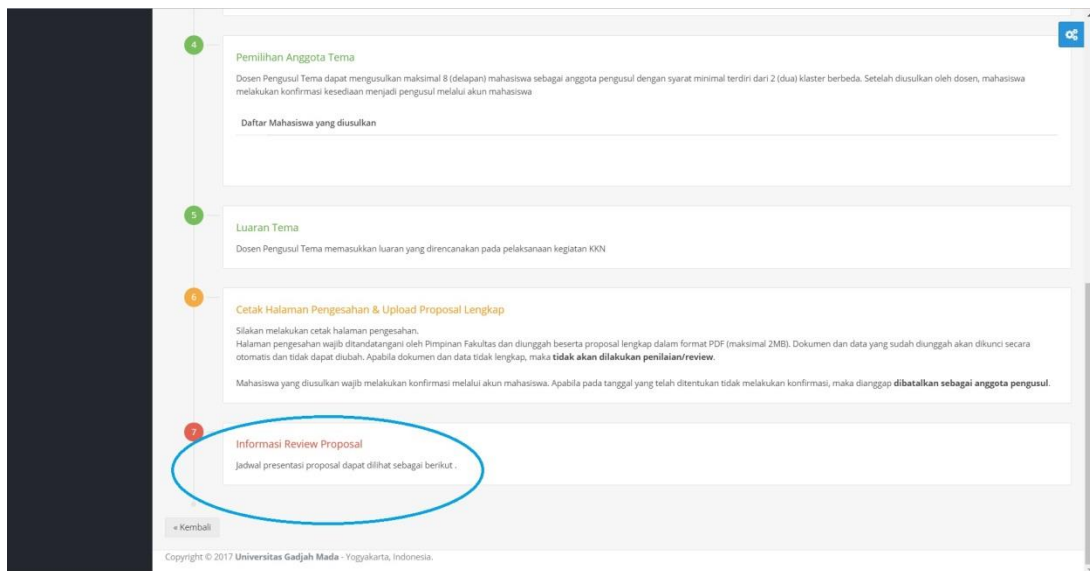 4
Pemilihan Anggota Tema
Dosen Pengusul Tema dapat mengusulkan maksimal 8 (delapan) mahasiswa sebagai anggota pengusul dengan syarat minimal terdiri dari 2 (dua) klaster berbeda. Setelah diusulkan oleh dosen, mahasiswa
melakukan konfirmasi kesediaan menjadi pengusul melalui akun mahasiswa
Daftar Mahasiswa yang diusulkan
5
Luaran Tema
Dosen Pengusul Tema memasukkan luaran yang direncanakan pada pelaksanaan kegiatan KKN
6
Cetak Halaman Pengesahan & Upload Proposal Lengkap
Silakan melakukan cetak halaman pengesahan.
Halaman pengesahan wajib ditandatangani oleh Pimpinan Fakultas dan diunggah beserta proposal lengkap dalam format PDF (maksimal 2MB). Dokumen dan data yang sudah diunggah akan dikunci secara
otomatis dan tidak dapat diubah. Apabila dokumen dan data tidak lengkap, maka tidak akan dilakukan penilaian/review.
Mahasiswa yang diusulkan wajib melakukan konfirmasi melalui akun mahasiswa. Apabila pada tanggal yang telah ditentukan tidak melakukan konfirmasi, maka dianggap dibatalkan sebagai anggota pengusul.
7
Informasi Review Proposal
Jadwal presentasi proposal dapat dilihat sebagai berikut .
« Kembali
Copyright © 2017 Universitas Gadjah Mada - Yogyakarta, Indonesia.